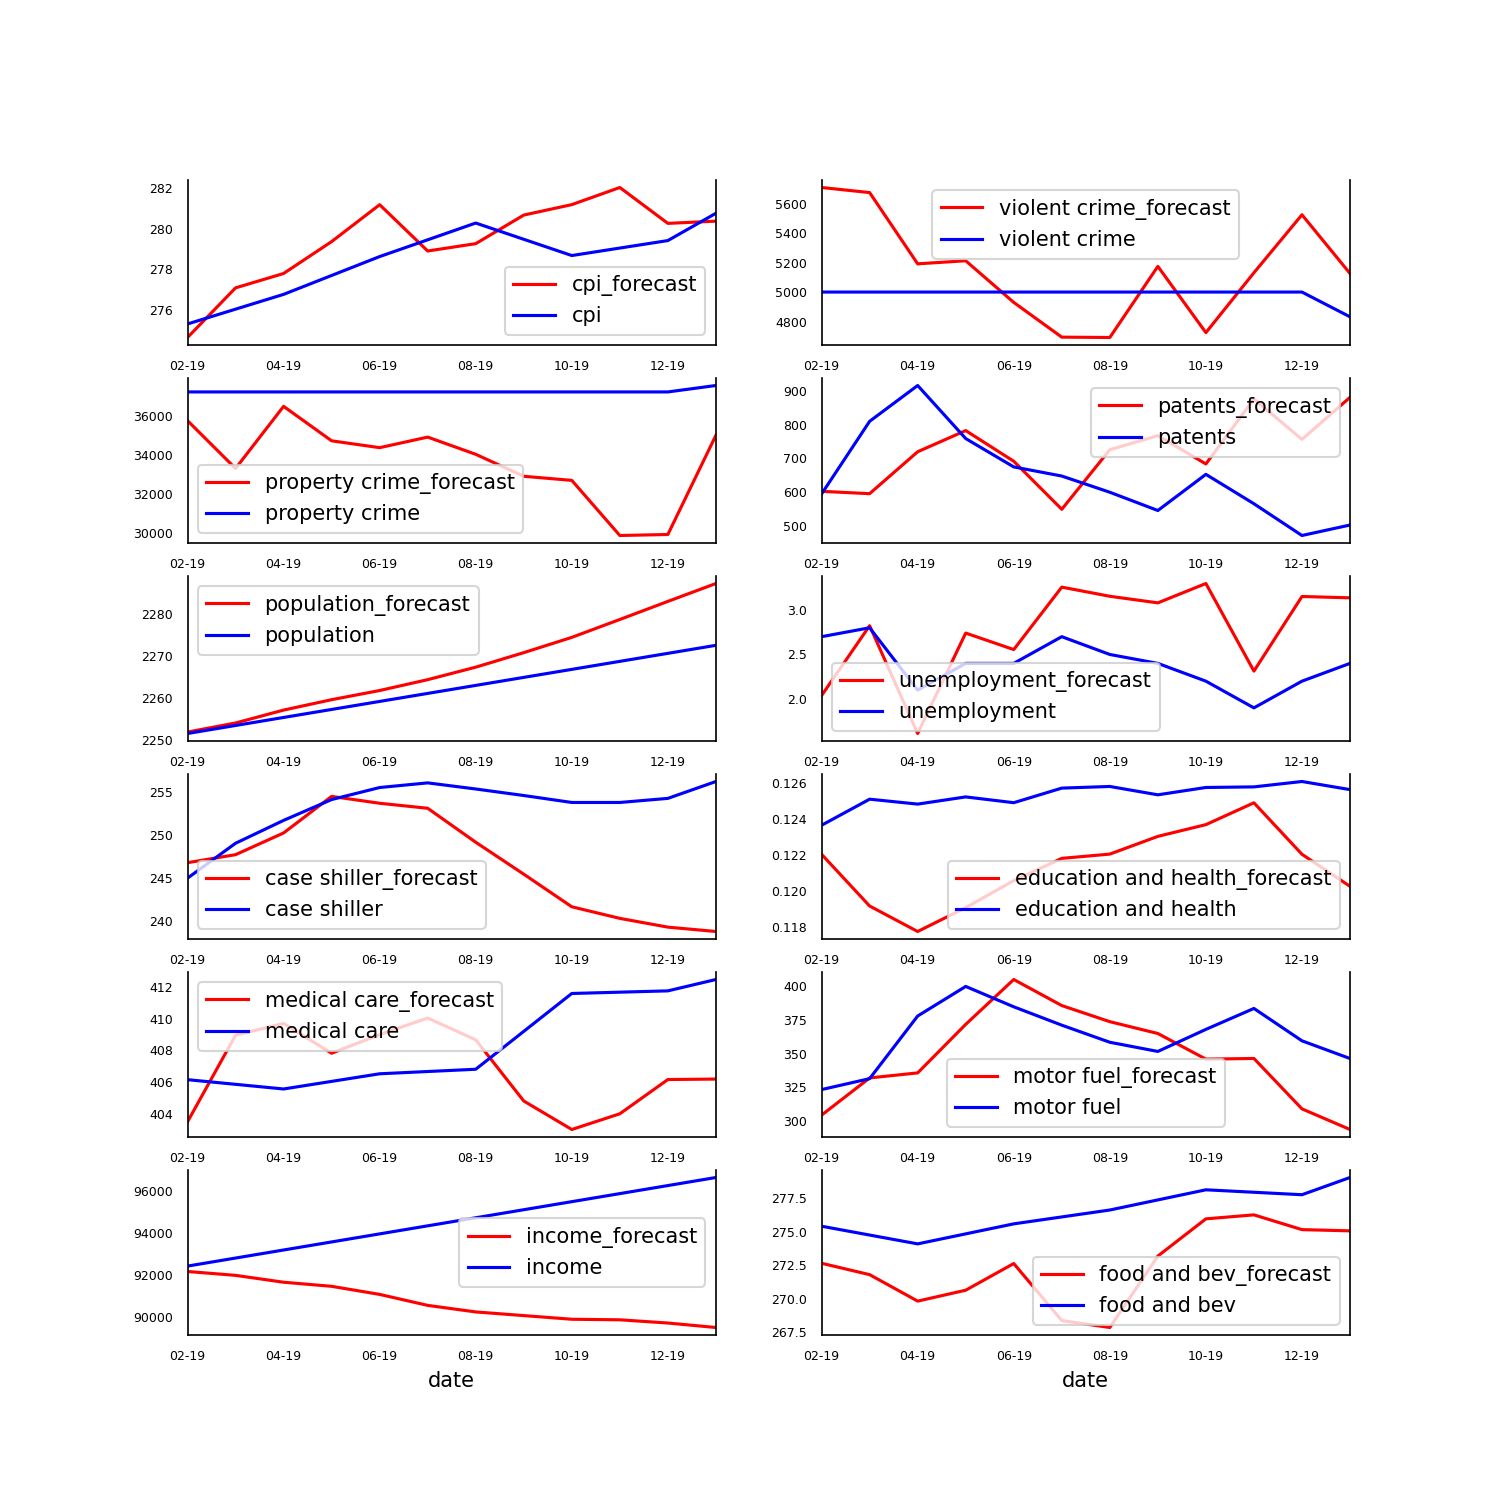 282
280
278
276
cpi_forecast
cpi
02-19 04-19 06-19 08-19 10-19 12-19
5600
5400
5200
5000
4800
violent crime_forecast
violent crime
02-19 04-19 06-19 08-19 10-19 12-19
36000
34000
32000
30000
property crime_forecast
property crime
02-19 04-19 06-19 08-19 10-19 12-19
900
800
700
600
500
patents_forecast
patents
02-19 04-19 06-19 08-19 10-19 12-19
2280
2270
2260
2250
population_forecast
population
02-19 04-19 06-19 08-19 10-19 12-19
3.0
2.5
2.0
unemployment_forecast
unemployment
02-19 04-19 06-19 08-19 10-19 12-19
255
250
245
240
case shiller_forecast
case shiller
02-19 04-19 06-19 08-19 10-19 12-19
0.126
0.124
0.122
0.120
0.118
education and health_forecast
education and health
02-19 04-19 06-19 08-19 10-19 12-19
412
410
408
406
404
medical care_forecast
medical care
02-19 04-19 06-19 08-19 10-19 12-19
400
375
350
325
300
motor fuel_forecast
motor fuel
02-19 04-19 06-19 08-19 10-19 12-19
96000
94000
92000
90000
income_forecast
income
02-19 04-19 06-19 08-19 10-19 12-19
date
277.5
275.0
272.5
270.0
267.5
food and bev_forecast
food and bev
02-19 04-19 06-19 08-19 10-19 12-19
date